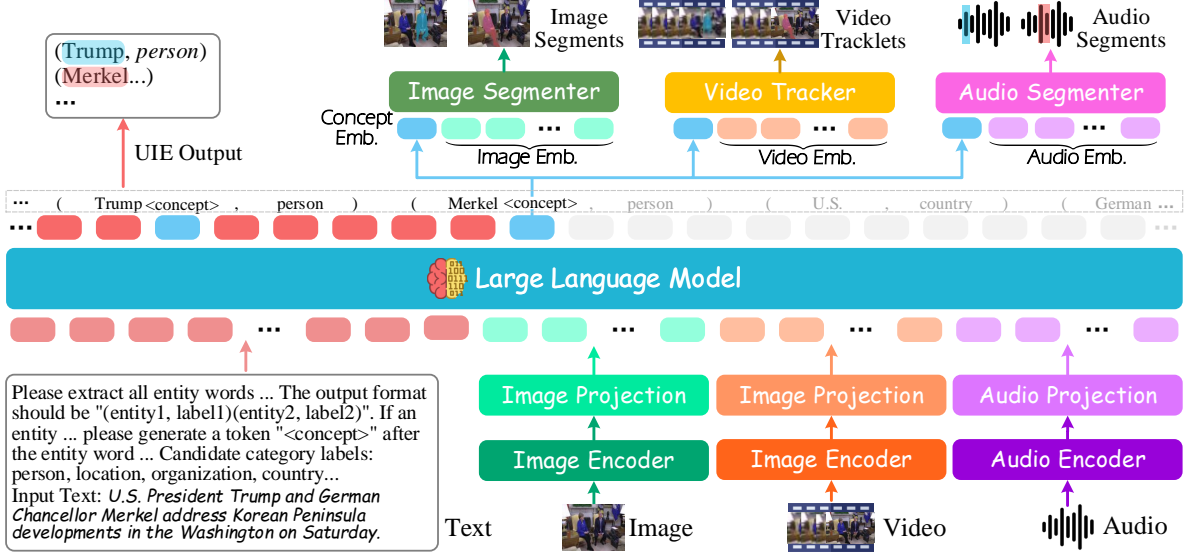 (Trump, person)
(Merkel...)
...
UIE Output
Image
Segments
Video
Tracklets
Audio
Segments
Image Segmenter
Video Tracker
Audio Segmenter
Concept
Emb.
...
...
...
Image Emb.
Video Emb.
Audio Emb.
... ( Trump <concept> , person ) ( Merkel <concept> , person ) ( U.S. , country ) ( German ...
... ...
Large Language Model
... ... ... ...
Please extract all entity words ... The output format
should be "(entity1, label1)(entity2, label2)". If an
entity ... please generate a token "<concept>" after
the entity word ... Candidate category labels:
person, location, organization, country...
Input Text: U.S. President Trump and German
Chancellor Merkel address Korean Peninsula
developments in the Washington on Saturday.
Text
Image Projection
Image Projection
Audio Projection
Image Encoder
Image Encoder
Audio Encoder
Image
Video
Audio